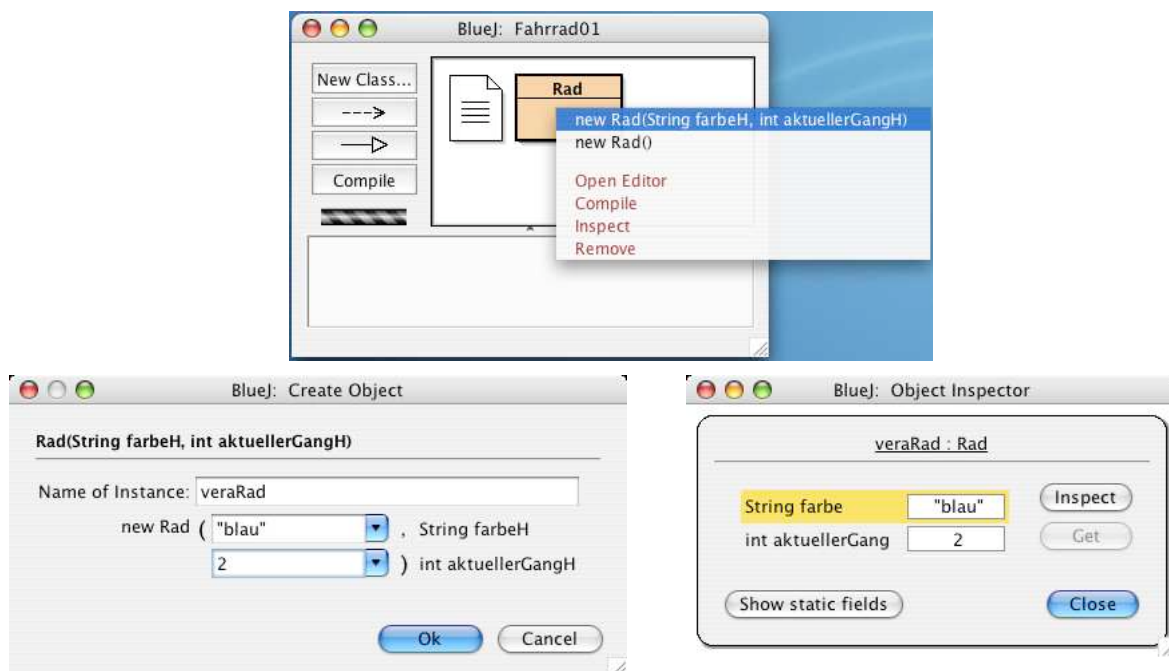 BlueJ: Fahrrad01
New Class...
Rad
new Rad(String farbeH, int aktuellerGangH)
new Rad()
Compile
Open Editor
Compile
Inspect
Remove
BlueJ: Create Object
Rad(String farbeH, int aktuellerGangH)
Name of Instance: veraRad
new Rad ( "blau" , String farbeH
2 ) int aktuellerGangH
Ok Cancel
BlueJ: Object Inspector
veraRad : Rad
String farbe "blau" Inspect
int aktuellerGang 2 Get
Show static fields Close